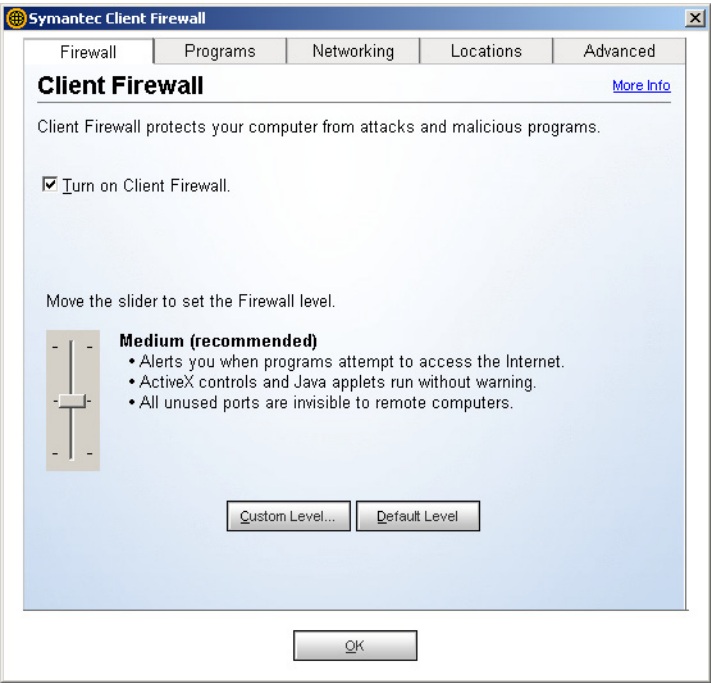 Symantec Client Firewall
Firewall Programs Networking Locations Advanced
Client Firewall More Info
Client Firewall protects your computer from attacks and malicious programs.
Turn on Client Firewall.
Move the slider to set the Firewall level.
Medium (recommended)
• Alerts you when programs attempt to access the Internet.
• ActiveX controls and Java applets run without warning.
• All unused ports are invisible to remote computers.
Custom Level... Default Level
OK